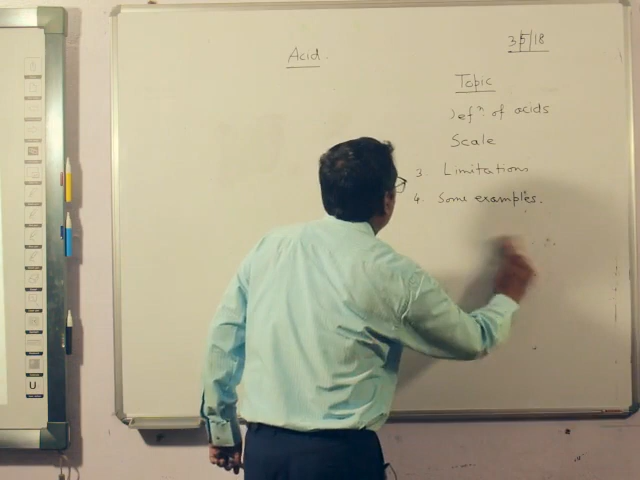 Acid.
3/5/18
Topic
Defⁿ of acids
Scale
3. Limitations
4. Some examples.
U